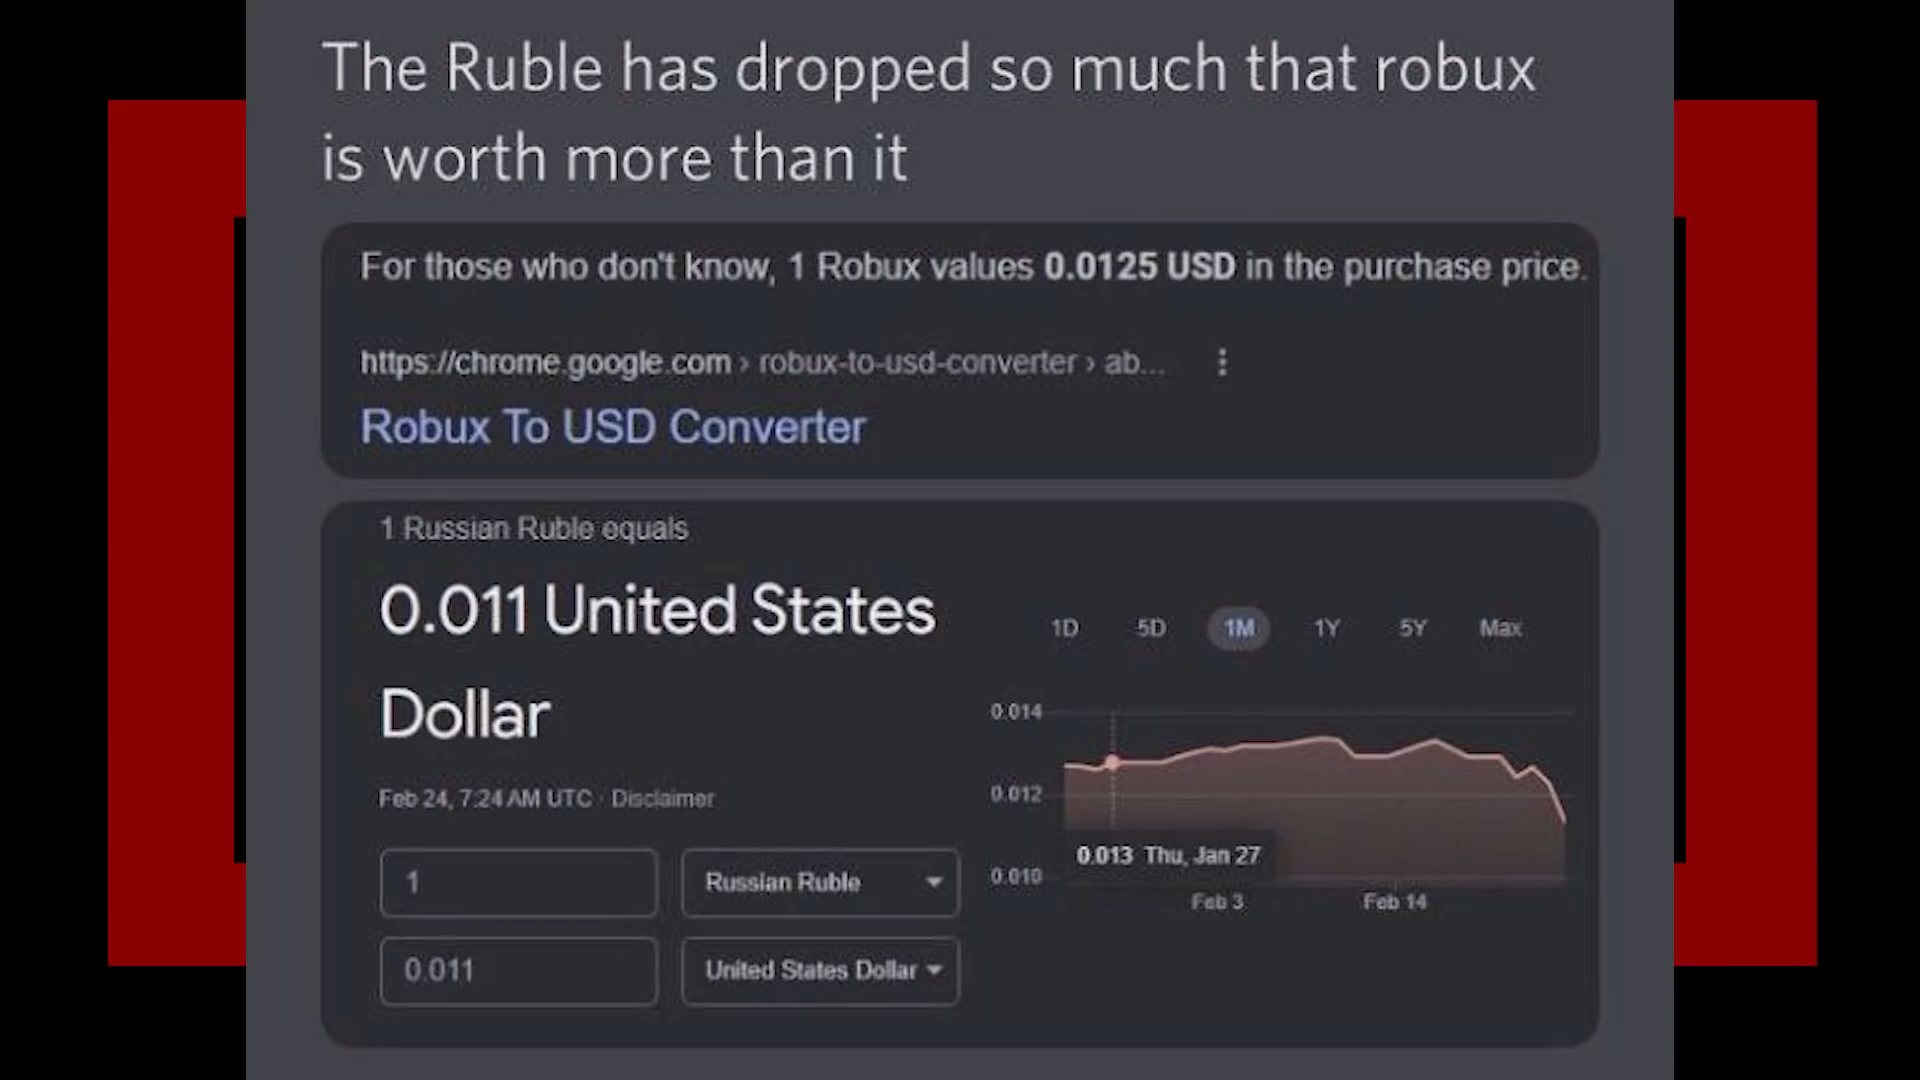 The Ruble has dropped so much that robux
is worth more than it
For those who don't know, 1 Robux values 0.0125 USD in the purchase price.
https://chrome.google.com › robux-to-usd-converter › ab...
Robux To USD Converter
1 Russian Ruble equals
0.011 United States
Dollar
Feb 24, 7:24 AM UTC · Disclaimer
1 Russian Ruble
0.011 United States Dollar
1D 5D 1M 1Y 5Y Max
0.014
0.012
0.013 Thu, Jan 27
0.010
Feb 3 Feb 14